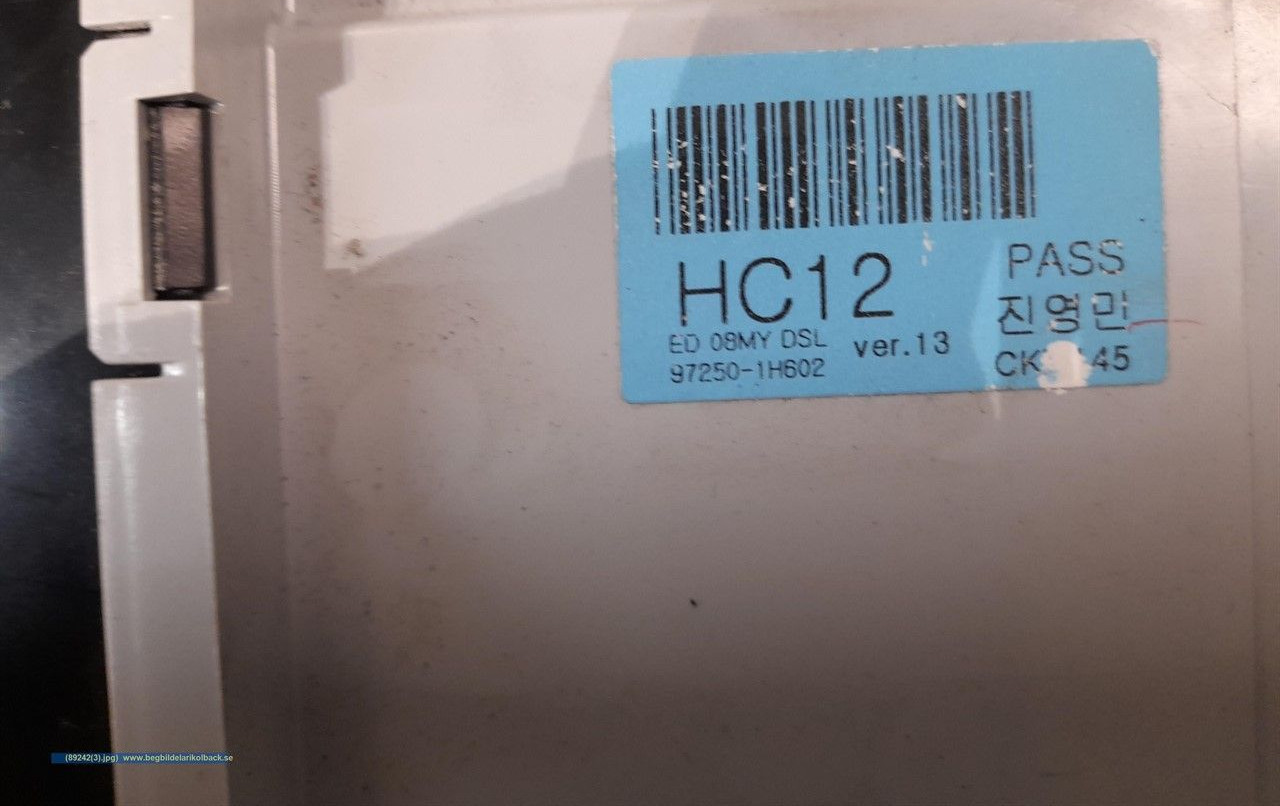 HC12
PASS
진영민
ED 08MY DSL
ver.13
97250-1H602
(89242(3).jpg) www.begbildelarikolback.se